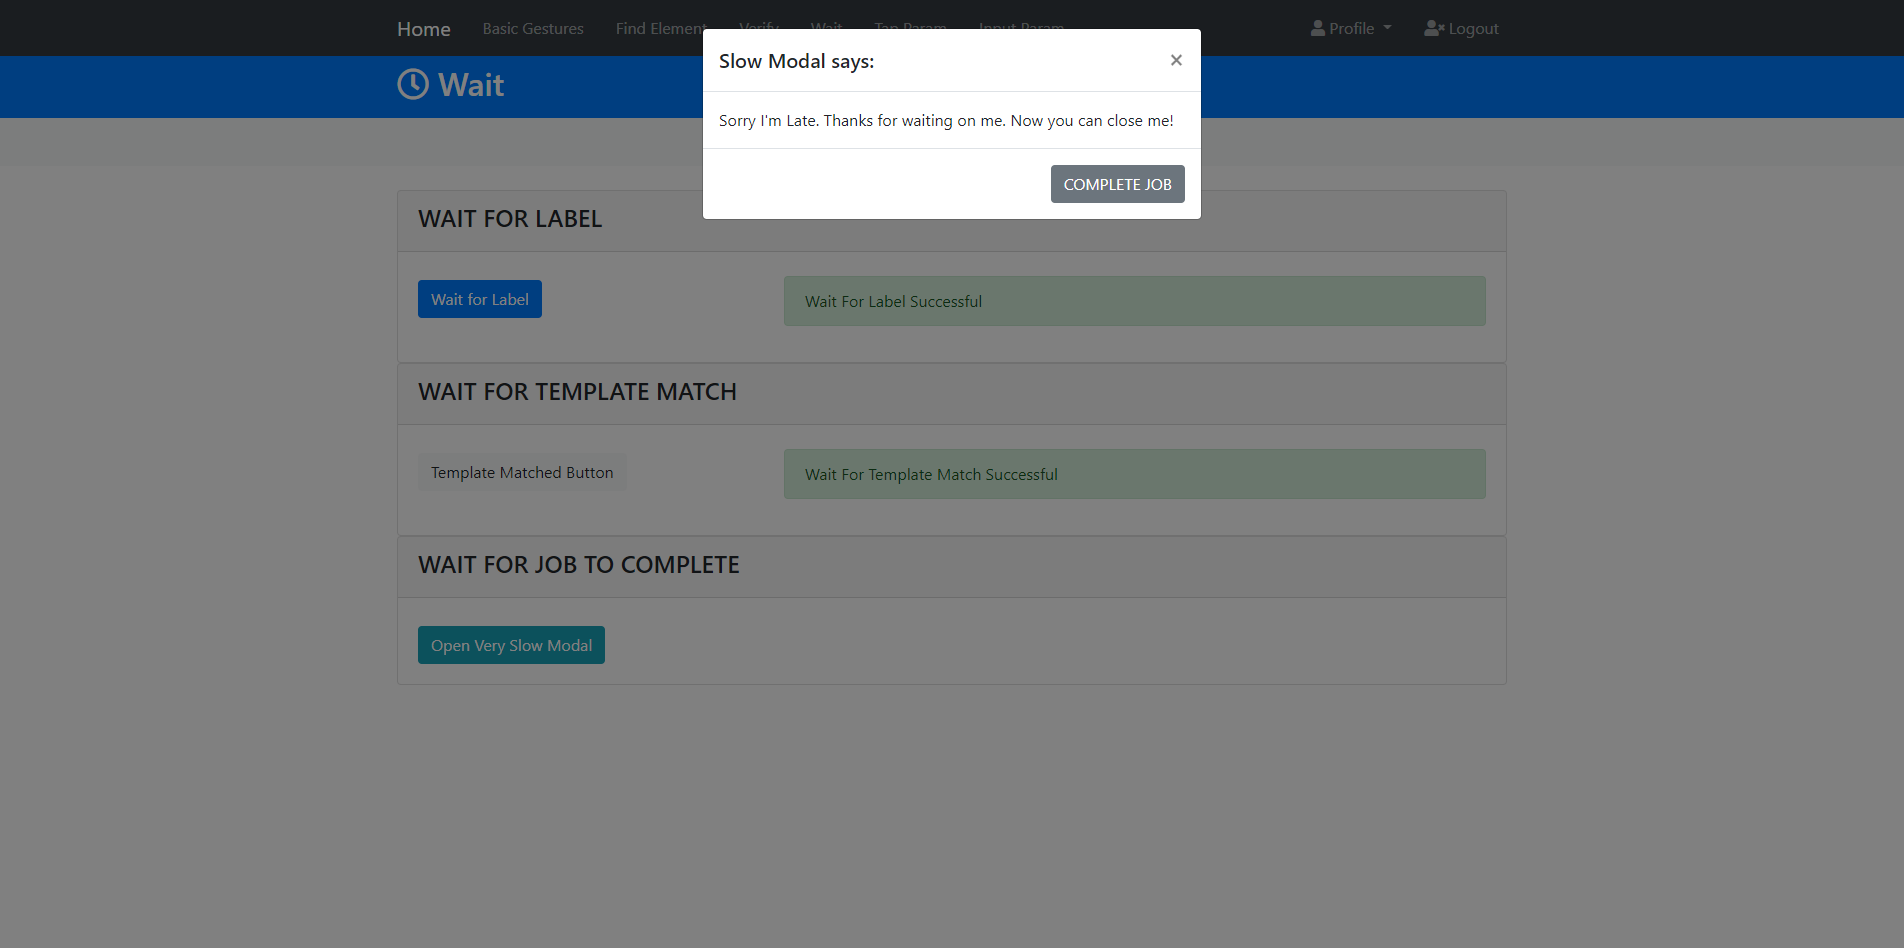 Home Basic Gestures Find Element Verify Wait Tap Param Input Param Profile Logout
Slow Modal says: ×
Wait
Sorry I'm Late. Thanks for waiting on me. Now you can close me!
COMPLETE JOB
WAIT FOR LABEL
Wait for Label Wait For Label Successful
WAIT FOR TEMPLATE MATCH
Template Matched Button Wait For Template Match Successful
WAIT FOR JOB TO COMPLETE
Open Very Slow Modal